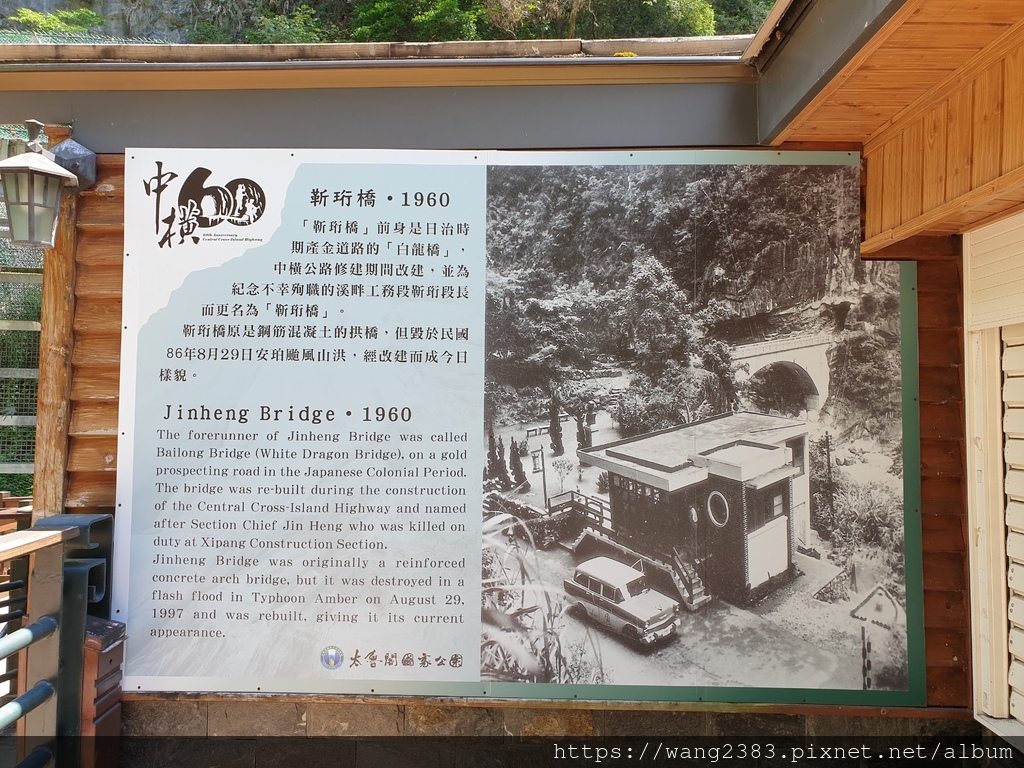 中橫60
60th Anniversary
Central Cross-Island Highway
靳珩橋・1960
「靳珩橋」前身是日治時
期產金道路的「白龍橋」，
中橫公路修建期間改建，並為
紀念不幸殉職的溪畔工務段靳珩段長
而更名為「靳珩橋」。
靳珩橋原是鋼筋混凝土的拱橋，但毀於民國
86年8月29日安珀颱風山洪，經改建而成今日
樣貌。
Jinheng Bridge・1960
The forerunner of Jinheng Bridge was called
Bailong Bridge (White Dragon Bridge), on a gold
prospecting road in the Japanese Colonial Period.
The bridge was re-built during the construction
of the Central Cross-Island Highway and named
after Section Chief Jin Heng who was killed on
duty at Xipang Construction Section.
Jinheng Bridge was originally a reinforced
concrete arch bridge, but it was destroyed in a
flash flood in Typhoon Amber on August 29,
1997 and was rebuilt, giving it its current
appearance.
太魯閣國家公園
https://wang2383.pixnet.net/album